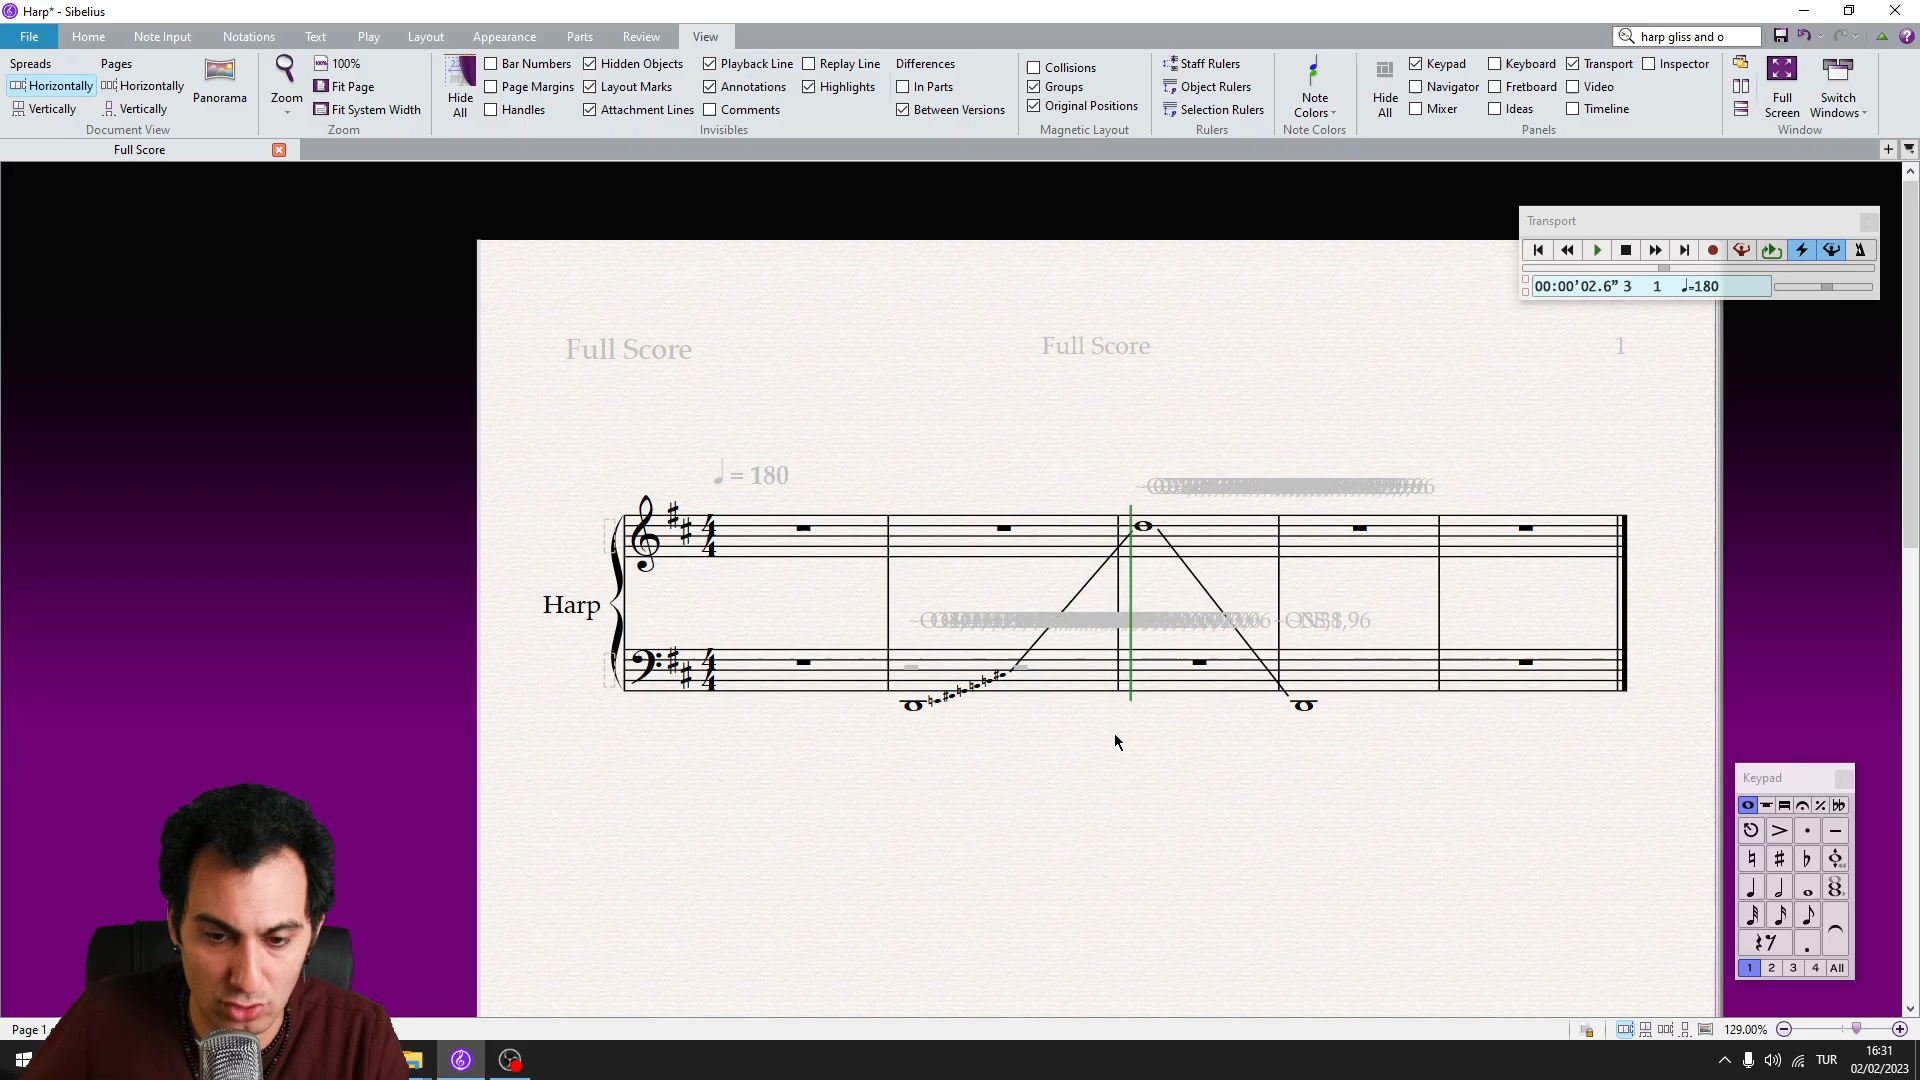 Harp* - Sibelius
File Home Note Input Notations Text Play Layout Appearance Parts Review View harp gliss and o
Spreads Pages 100% Bar Numbers Hidden Objects Playback Line Replay Line Differences Collisions Staff Rulers Keypad Keyboard Transport Inspector
Horizontally Horizontally Fit Page Page Margins Layout Marks Annotations Highlights In Parts Groups Object Rulers Navigator Fretboard Video
Vertically Vertically Panorama Zoom Fit System Width Hide All Handles Attachment Lines Comments Between Versions Original Positions Selection Rulers Note Colors Hide All Mixer Ideas Timeline Full Screen Switch Windows
Document View Zoom Invisibles Magnetic Layout Rulers Note Colors Panels Window
Full Score
Transport
00:00'02.6" 3 1 ♩=180
Full Score Full Score 1
♩ = 180
Harp
Keypad
1 2 3 4 All
Page 1
129.00%
TUR
16:31
02/02/2023